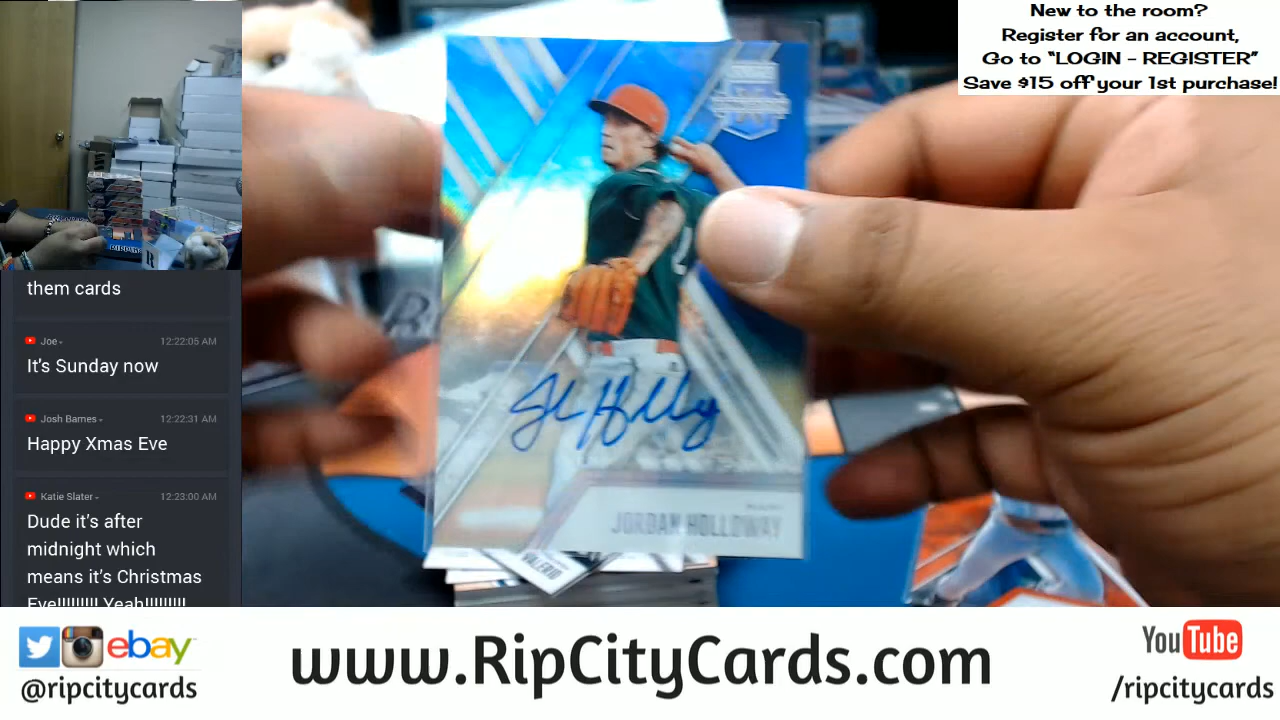 New to the room?
Register for an account,
Go to “LOGIN - REGISTER”
Save $15 off your 1st purchase!
them cards
Joe 12:22:05 AM
It’s Sunday now
Josh Barnes 12:22:31 AM
Happy Xmas Eve
Katie Slater 12:23:00 AM
Dude it’s after
midnight which
means it’s Christmas
Eve!!!!!!!!! Yeah!!!!!!!!!
JORDAN HOLLOWAY
VALERIO
ebay
@ripcitycards
www.RipCityCards.com
YouTube
/ripcitycards